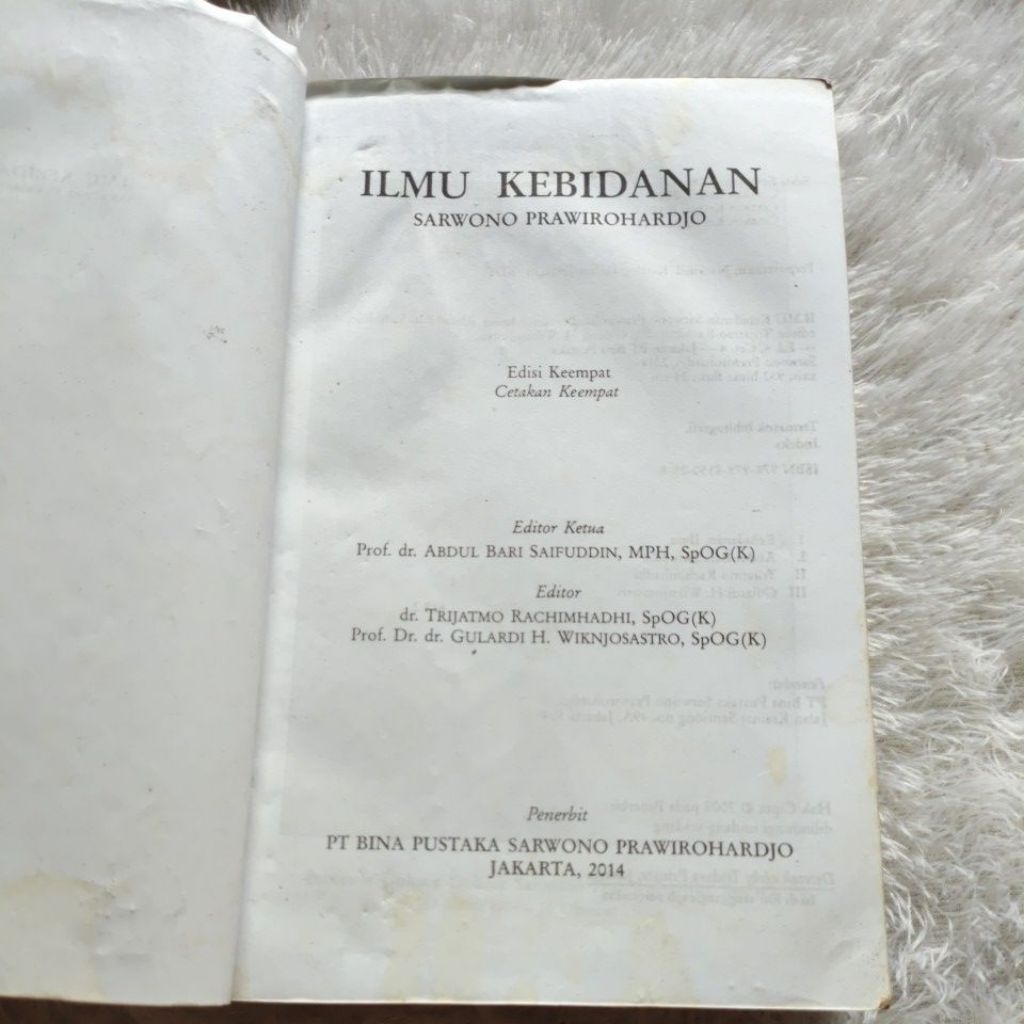 ILMU KEBIDANAN
SARWONO PRAWIROHARDJO
Edisi Keempat
Cetakan Keempat
Editor Ketua
Prof. dr. ABDUL BARI SAIFUDDIN, MPH, SpOG(K)
Editor
dr. TRIJATMO RACHIMHADHI, SpOG(K)
Prof. Dr. dr. GULARDI H. WIKNJOSASTRO, SpOG(K)
Penerbit
PT BINA PUSTAKA SARWONO PRAWIROHARDJO
JAKARTA, 2014